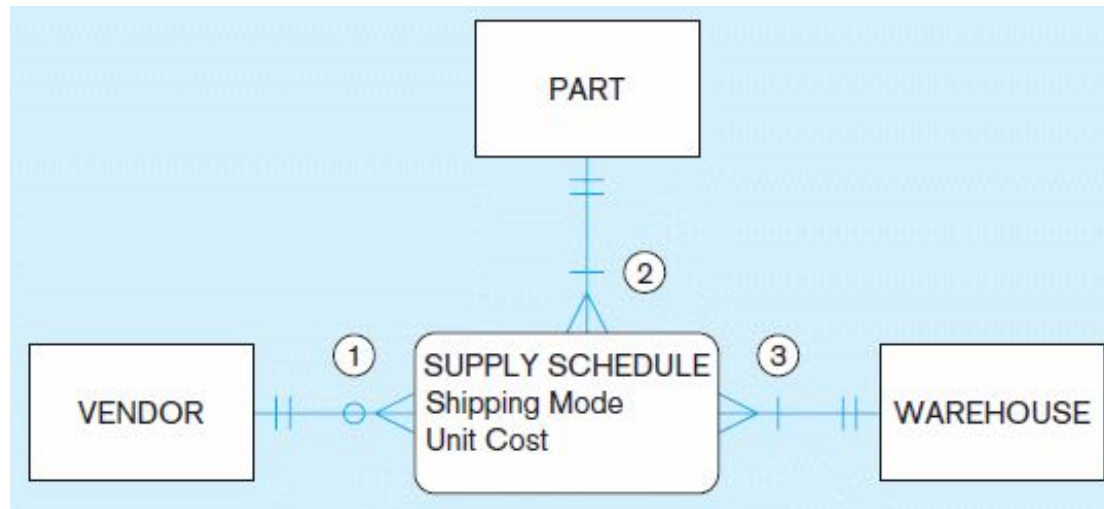 PART
2
1
3
VENDOR
SUPPLY SCHEDULE
Shipping Mode
Unit Cost
WAREHOUSE